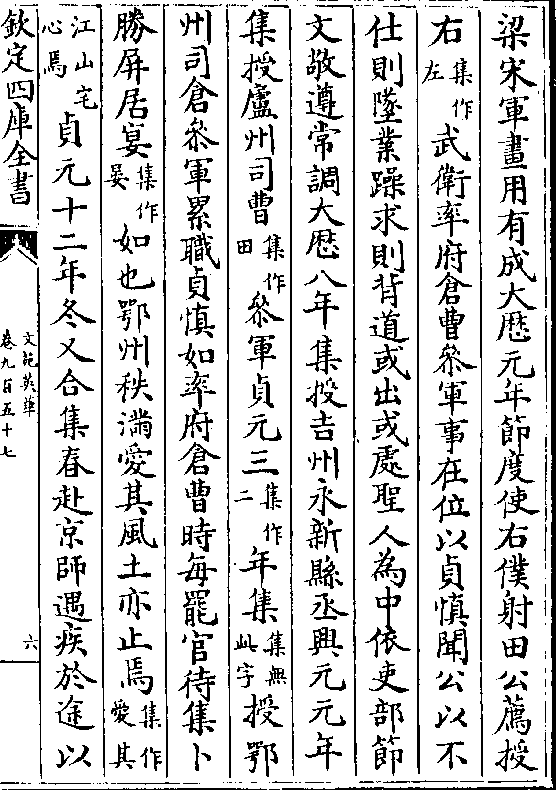 梁宋軍畫用有成大厯元年節度使右僕射田公薦授
右集作左武衛率府倉曹叅軍事在位以貞慎聞公以不
仕則墜業躁求則背道或出或處聖人為中依吏部節
文敬遵常調大厯八年集授吉州永新縣丞興元元年
集授廬州司曹集作田叅軍貞元三集作二年集集無此字授鄂
州司倉叅軍累職貞慎如率府倉曹時每罷官待集卜
勝屏居宴集作晏如也鄂州秩滿愛其風土亦止焉集作愛其
江山宅心焉貞元十二年冬又合集春赴京師遇疾於途以
欽定四庫全書
文苑英華
卷九百五十七
六